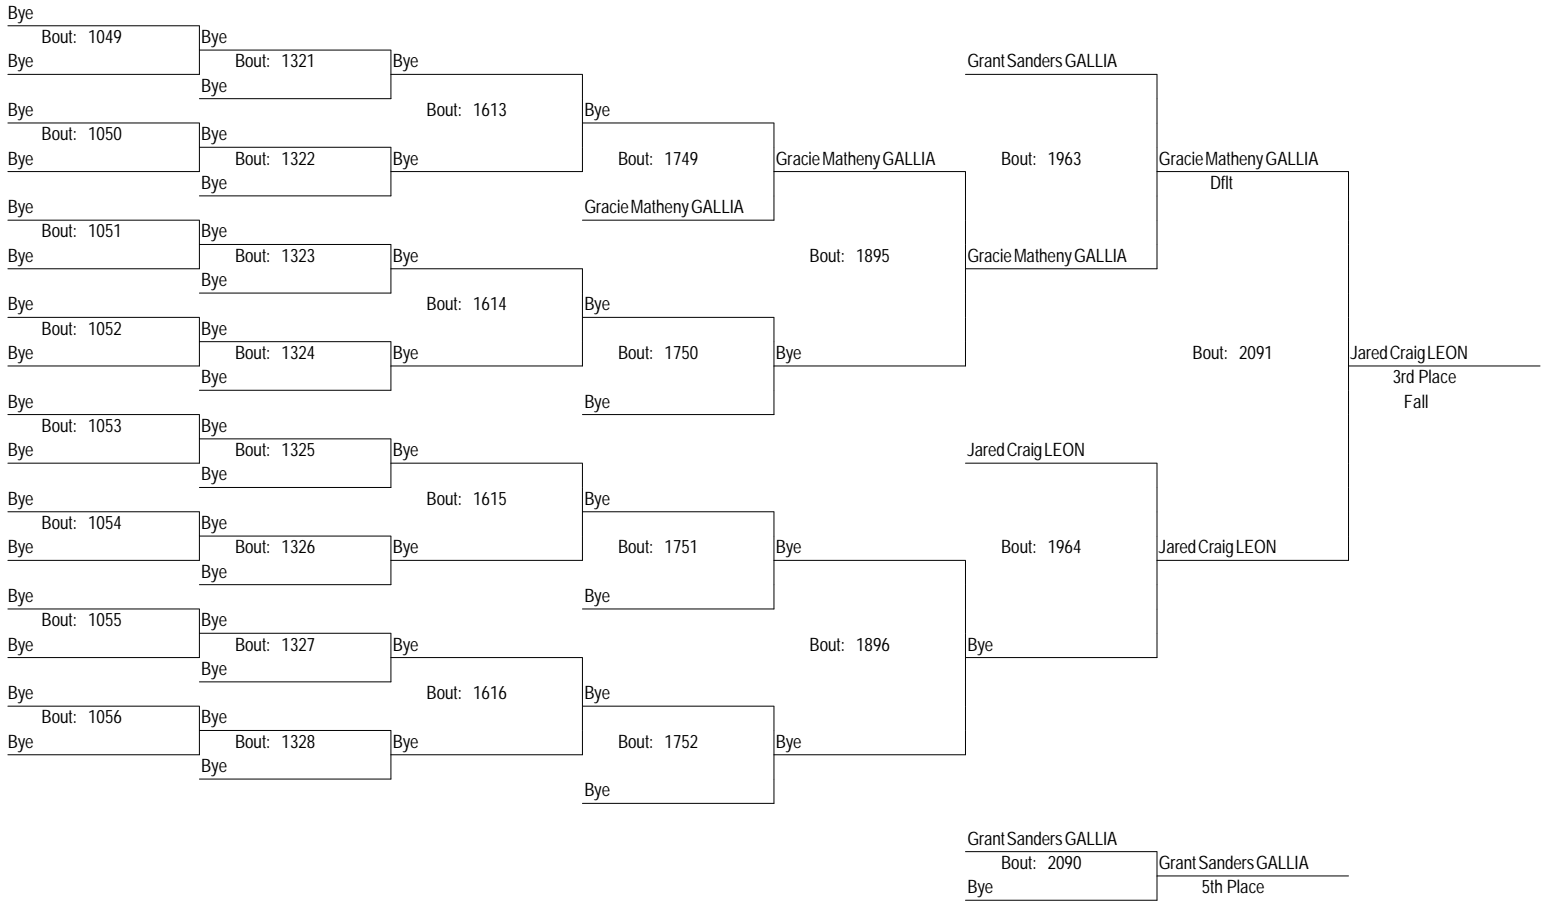 Bye
Bout: 1049
Bye
Bye
Bout: 1321
Bye
Bye
Bout: 1050
Bye
Bye
Bout: 1322
Bye
Bye
Bout: 1613
Bye
Bye
Bout: 1051
Bye
Bye
Bout: 1323
Bye
Bye
Bout: 1052
Bye
Bye
Bout: 1324
Bye
Bye
Bout: 1614
Bye
Bye
Bout: 1053
Bye
Bye
Bout: 1325
Bye
Bye
Bout: 1054
Bye
Bye
Bout: 1326
Bye
Bye
Bout: 1615
Bye
Bye
Bout: 1055
Bye
Bye
Bout: 1327
Bye
Bye
Bout: 1056
Bye
Bye
Bout: 1328
Bye
Bye
Bout: 1616
Bye
Bye
Bout: 1749
Gracie Matheny GALLIA
Bye
Bout: 1750
Bye
Bye
Bout: 1751
Bye
Bye
Bout: 1752
Bye
Gracie Matheny GALLIA
Bout: 1895
Bye
Bye
Bout: 1896
Bye
Grant Sanders GALLIA
Bout: 1963
Gracie Matheny GALLIA
Jared Craig LEON
Bout: 1964
Bye
Gracie Matheny GALLIA
Dflt
Bout: 2091
Jared Craig LEON
Jared Craig LEON
3rd Place
Fall
Grant Sanders GALLIA
Bout: 2090
Bye
Grant Sanders GALLIA
5th Place